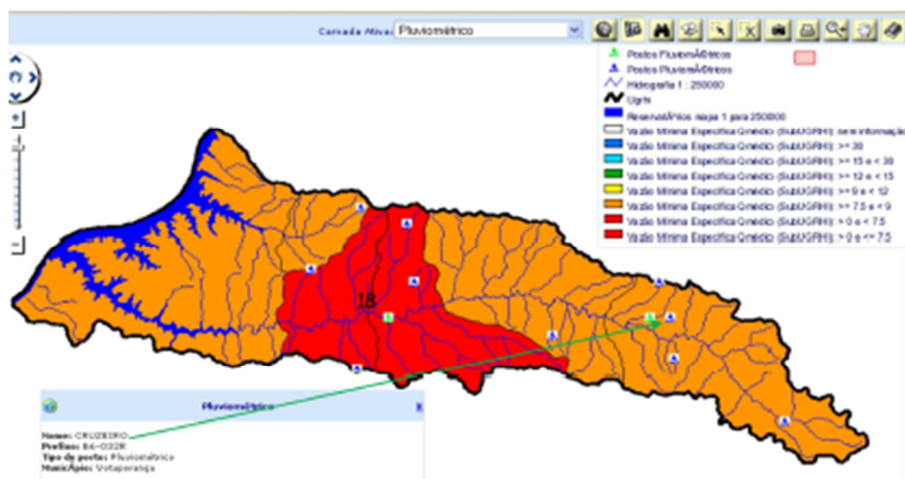 Camada Ativa: Pluviométrico
Postos PluviomÃ©tricos
Postos PluviomÃ©tricos
Hidrografia 1 : 250000
Ugrhi
ReservatÃ³rios mapa 1 para 250000
Vazão Mínima Específica Qmédio (SubUGRHI): sem informação
Vazão Mínima Específica Qmédio (SubUGRHI): >= 30
Vazão Mínima Específica Qmédio (SubUGRHI): >= 15 e < 30
Vazão Mínima Específica Qmédio (SubUGRHI): >= 12 e < 15
Vazão Mínima Específica Qmédio (SubUGRHI): >= 9 e < 12
Vazão Mínima Específica Qmédio (SubUGRHI): >= 7.5 e < 9
Vazão Mínima Específica Qmédio (SubUGRHI): > 0 e < 7.5
Vazão Mínima Específica Qmédio (SubUGRHI): > 0 e <= 7.5
18
Pluviométrico
Nome: CRUZEIRO
Prefixo: B6-032R
Tipo de posto: Pluviométrico
MunicÃ­pio: Votuporanga